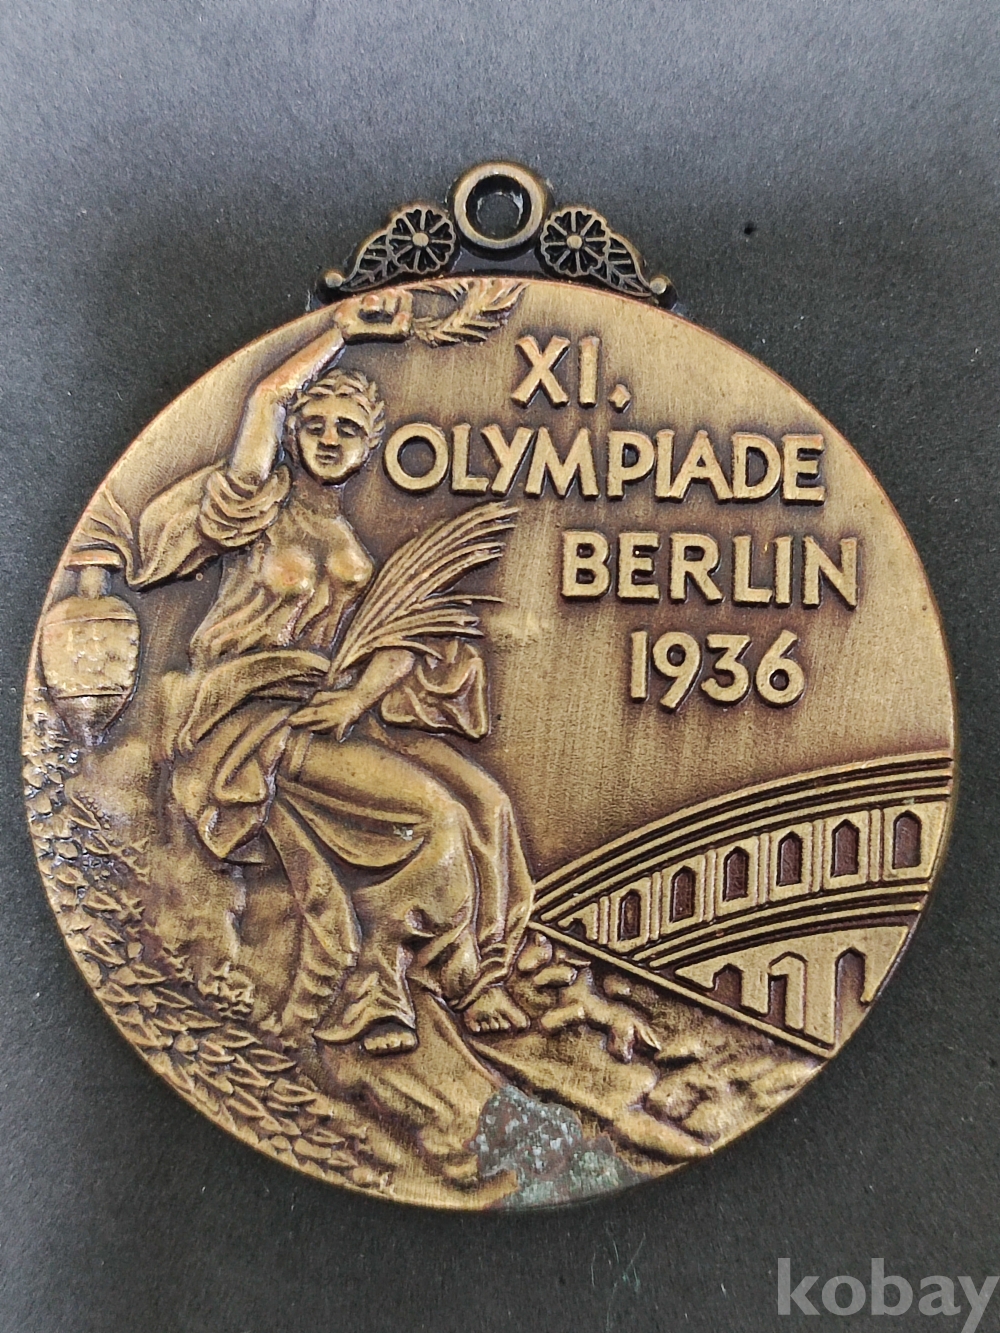 XI.
OLYMPIADE
BERLIN
1936
kobay